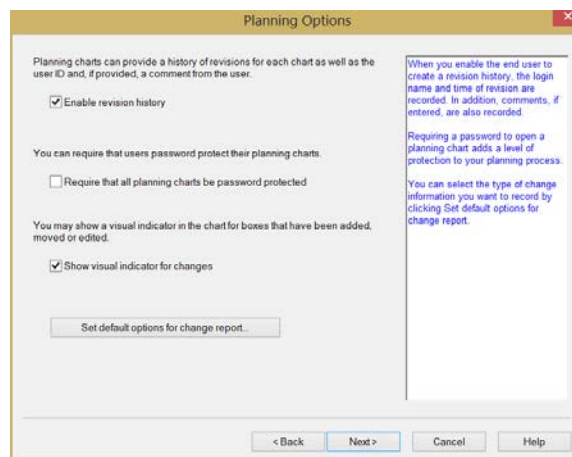 Planning Options
Planning charts can provide a history of revisions for each chart as well as the
user ID and, if provided, a comment from the user.
Enable revision history
You can require that users password protect their planning charts.
Require that all planning charts be password protected
You may show a visual indicator in the chart for boxes that have been added,
moved or edited.
Show visual indicator for changes
Set default options for change report...
When you enable the end user to
create a revision history, the login
name and time of revision are
recorded. In addition, comments, if
entered, are also recorded.
Requiring a password to open a
planning chart adds a level of
protection to your planning process.
You can select the type of change
information you want to record by
clicking Set default options for
change report.
< Back
Next >
Cancel
Help